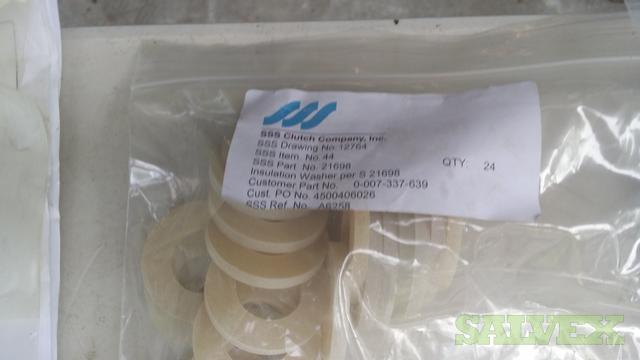 SSS
SSS Clutch Company, Inc.
SSS Drawing No. 12764
SSS Item. No. 44
SSS Part No. 21698 QTY. 24
Insulation Washer per S 21698
Customer Part No. 0-007-337-639
Cust. PO No. 4500406026
SSS Ref. No. A6258
SALVEX